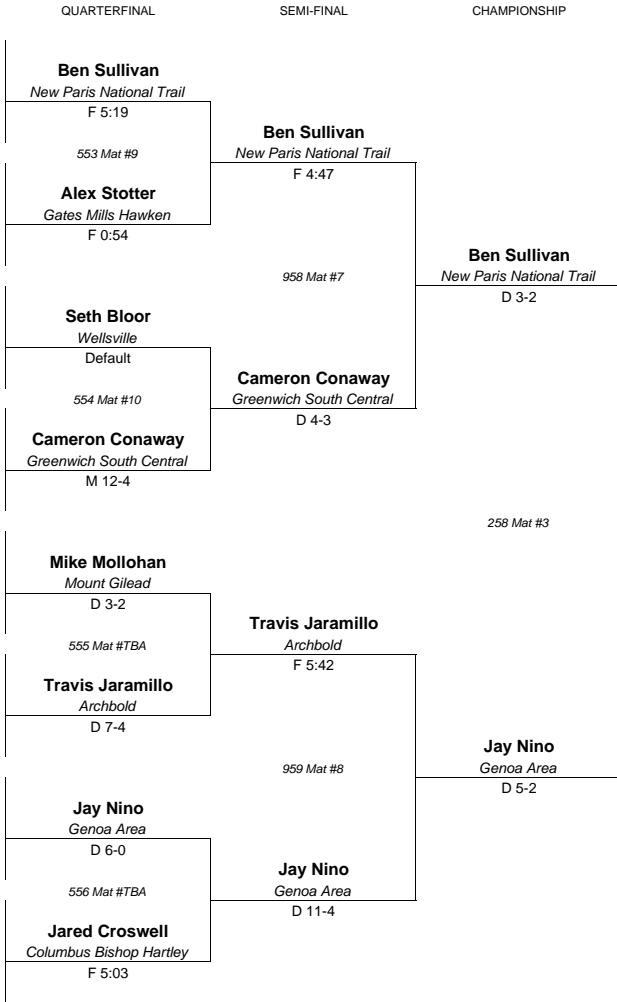 QUARTERFINAL SEMI-FINAL CHAMPIONSHIP
Ben Sullivan
New Paris National Trail
F 5:19
553 Mat #9
Alex Stotter
Gates Mills Hawken
F 0:54
Ben Sullivan
New Paris National Trail
F 4:47
958 Mat #7
Seth Bloor
Wellsville
Default
554 Mat #10
Cameron Conaway
Greenwich South Central
M 12-4
Cameron Conaway
Greenwich South Central
D 4-3
Ben Sullivan
New Paris National Trail
D 3-2
258 Mat #3
Mike Mollohan
Mount Gilead
D 3-2
555 Mat #TBA
Travis Jaramillo
Archbold
D 7-4
Travis Jaramillo
Archbold
F 5:42
959 Mat #8
Jay Nino
Genoa Area
D 6-0
556 Mat #TBA
Jared Croswell
Columbus Bishop Hartley
F 5:03
Jay Nino
Genoa Area
D 11-4
Jay Nino
Genoa Area
D 5-2